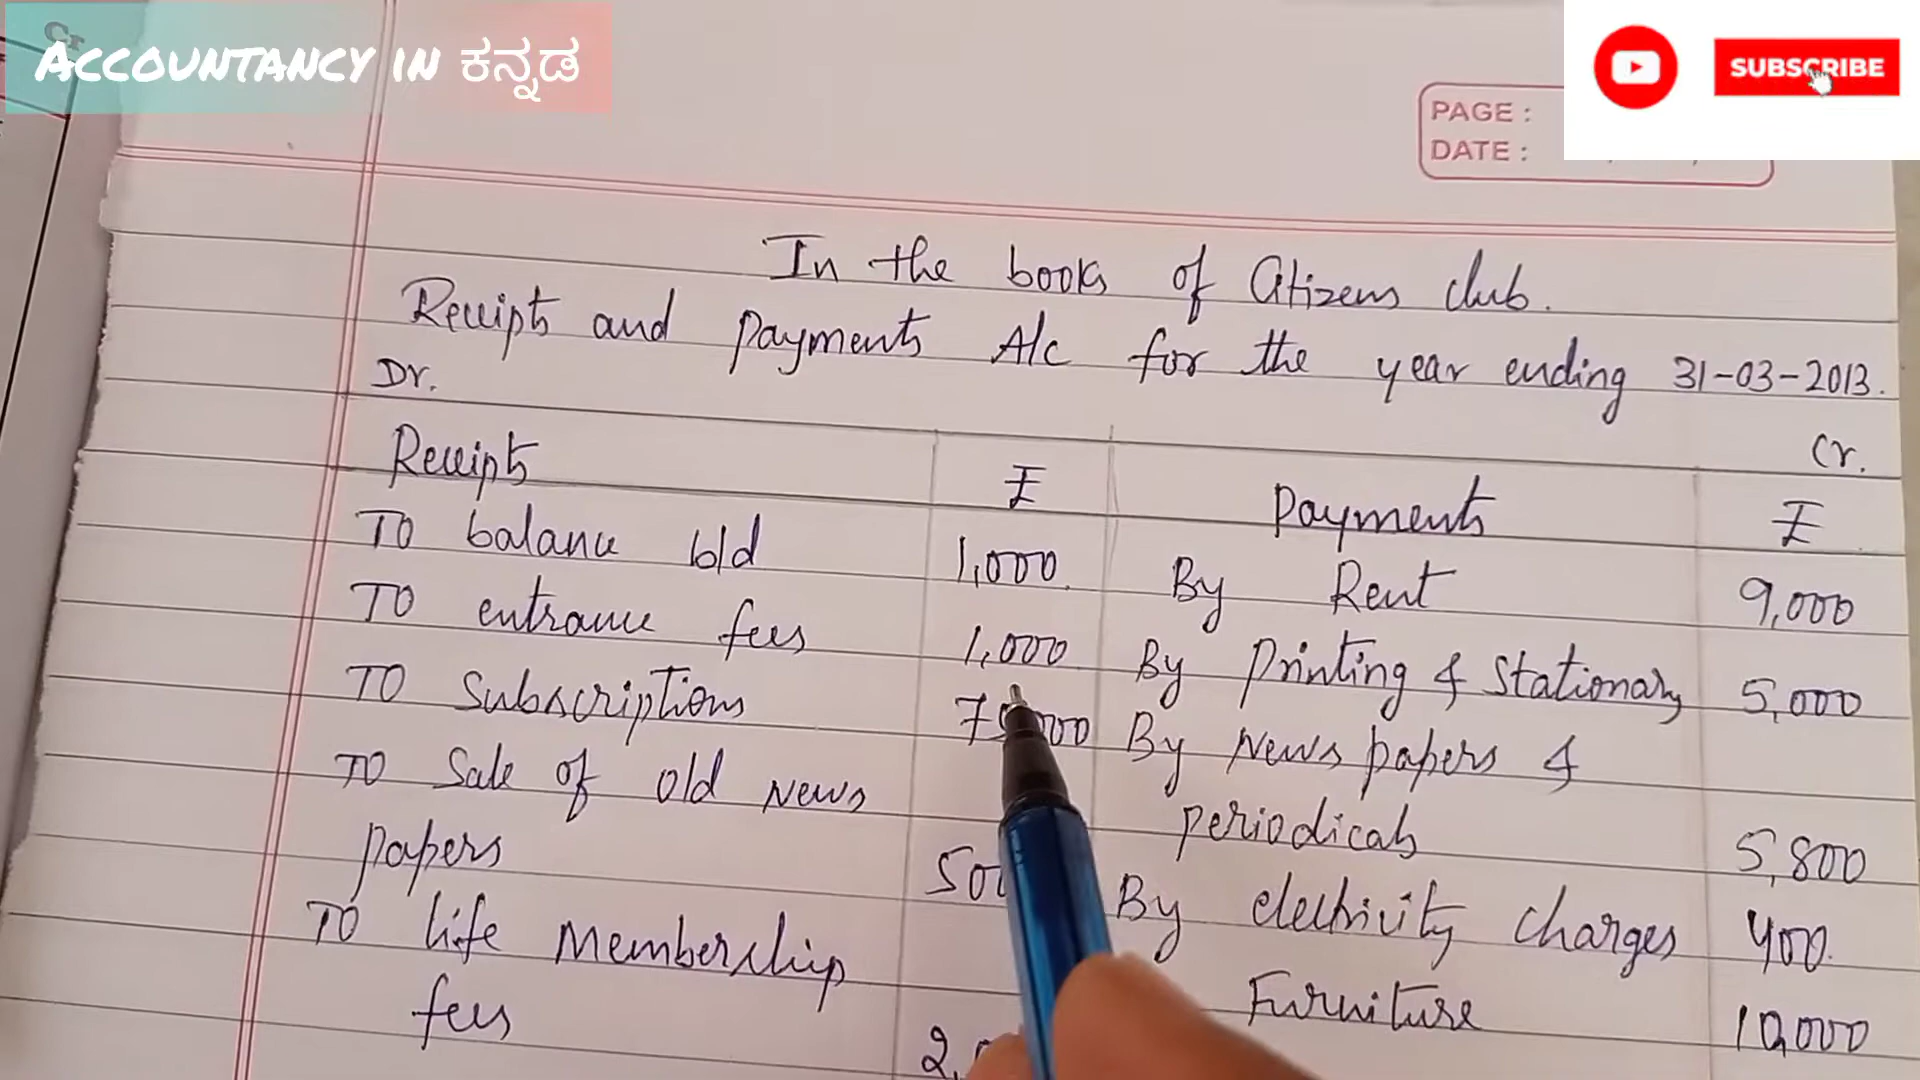 Accountancy in ಕನ್ನಡ
SUBSCRIBE
Cr
PAGE :
DATE :
In the books of Citizens club.
Receipts and payments A/c for the year ending 31-03-2013.
Dr. Cr.
Receipts ₹ Payments ₹
To balance b/d 1,000 By Rent 9,000
To entrance fees 1,000 By Printing & Stationary 5,000
To Subscriptions By News papers &
To Sale of old News periodicals 5,800
papers By electricity charges 400
To life Membership Furniture 10,000
fees